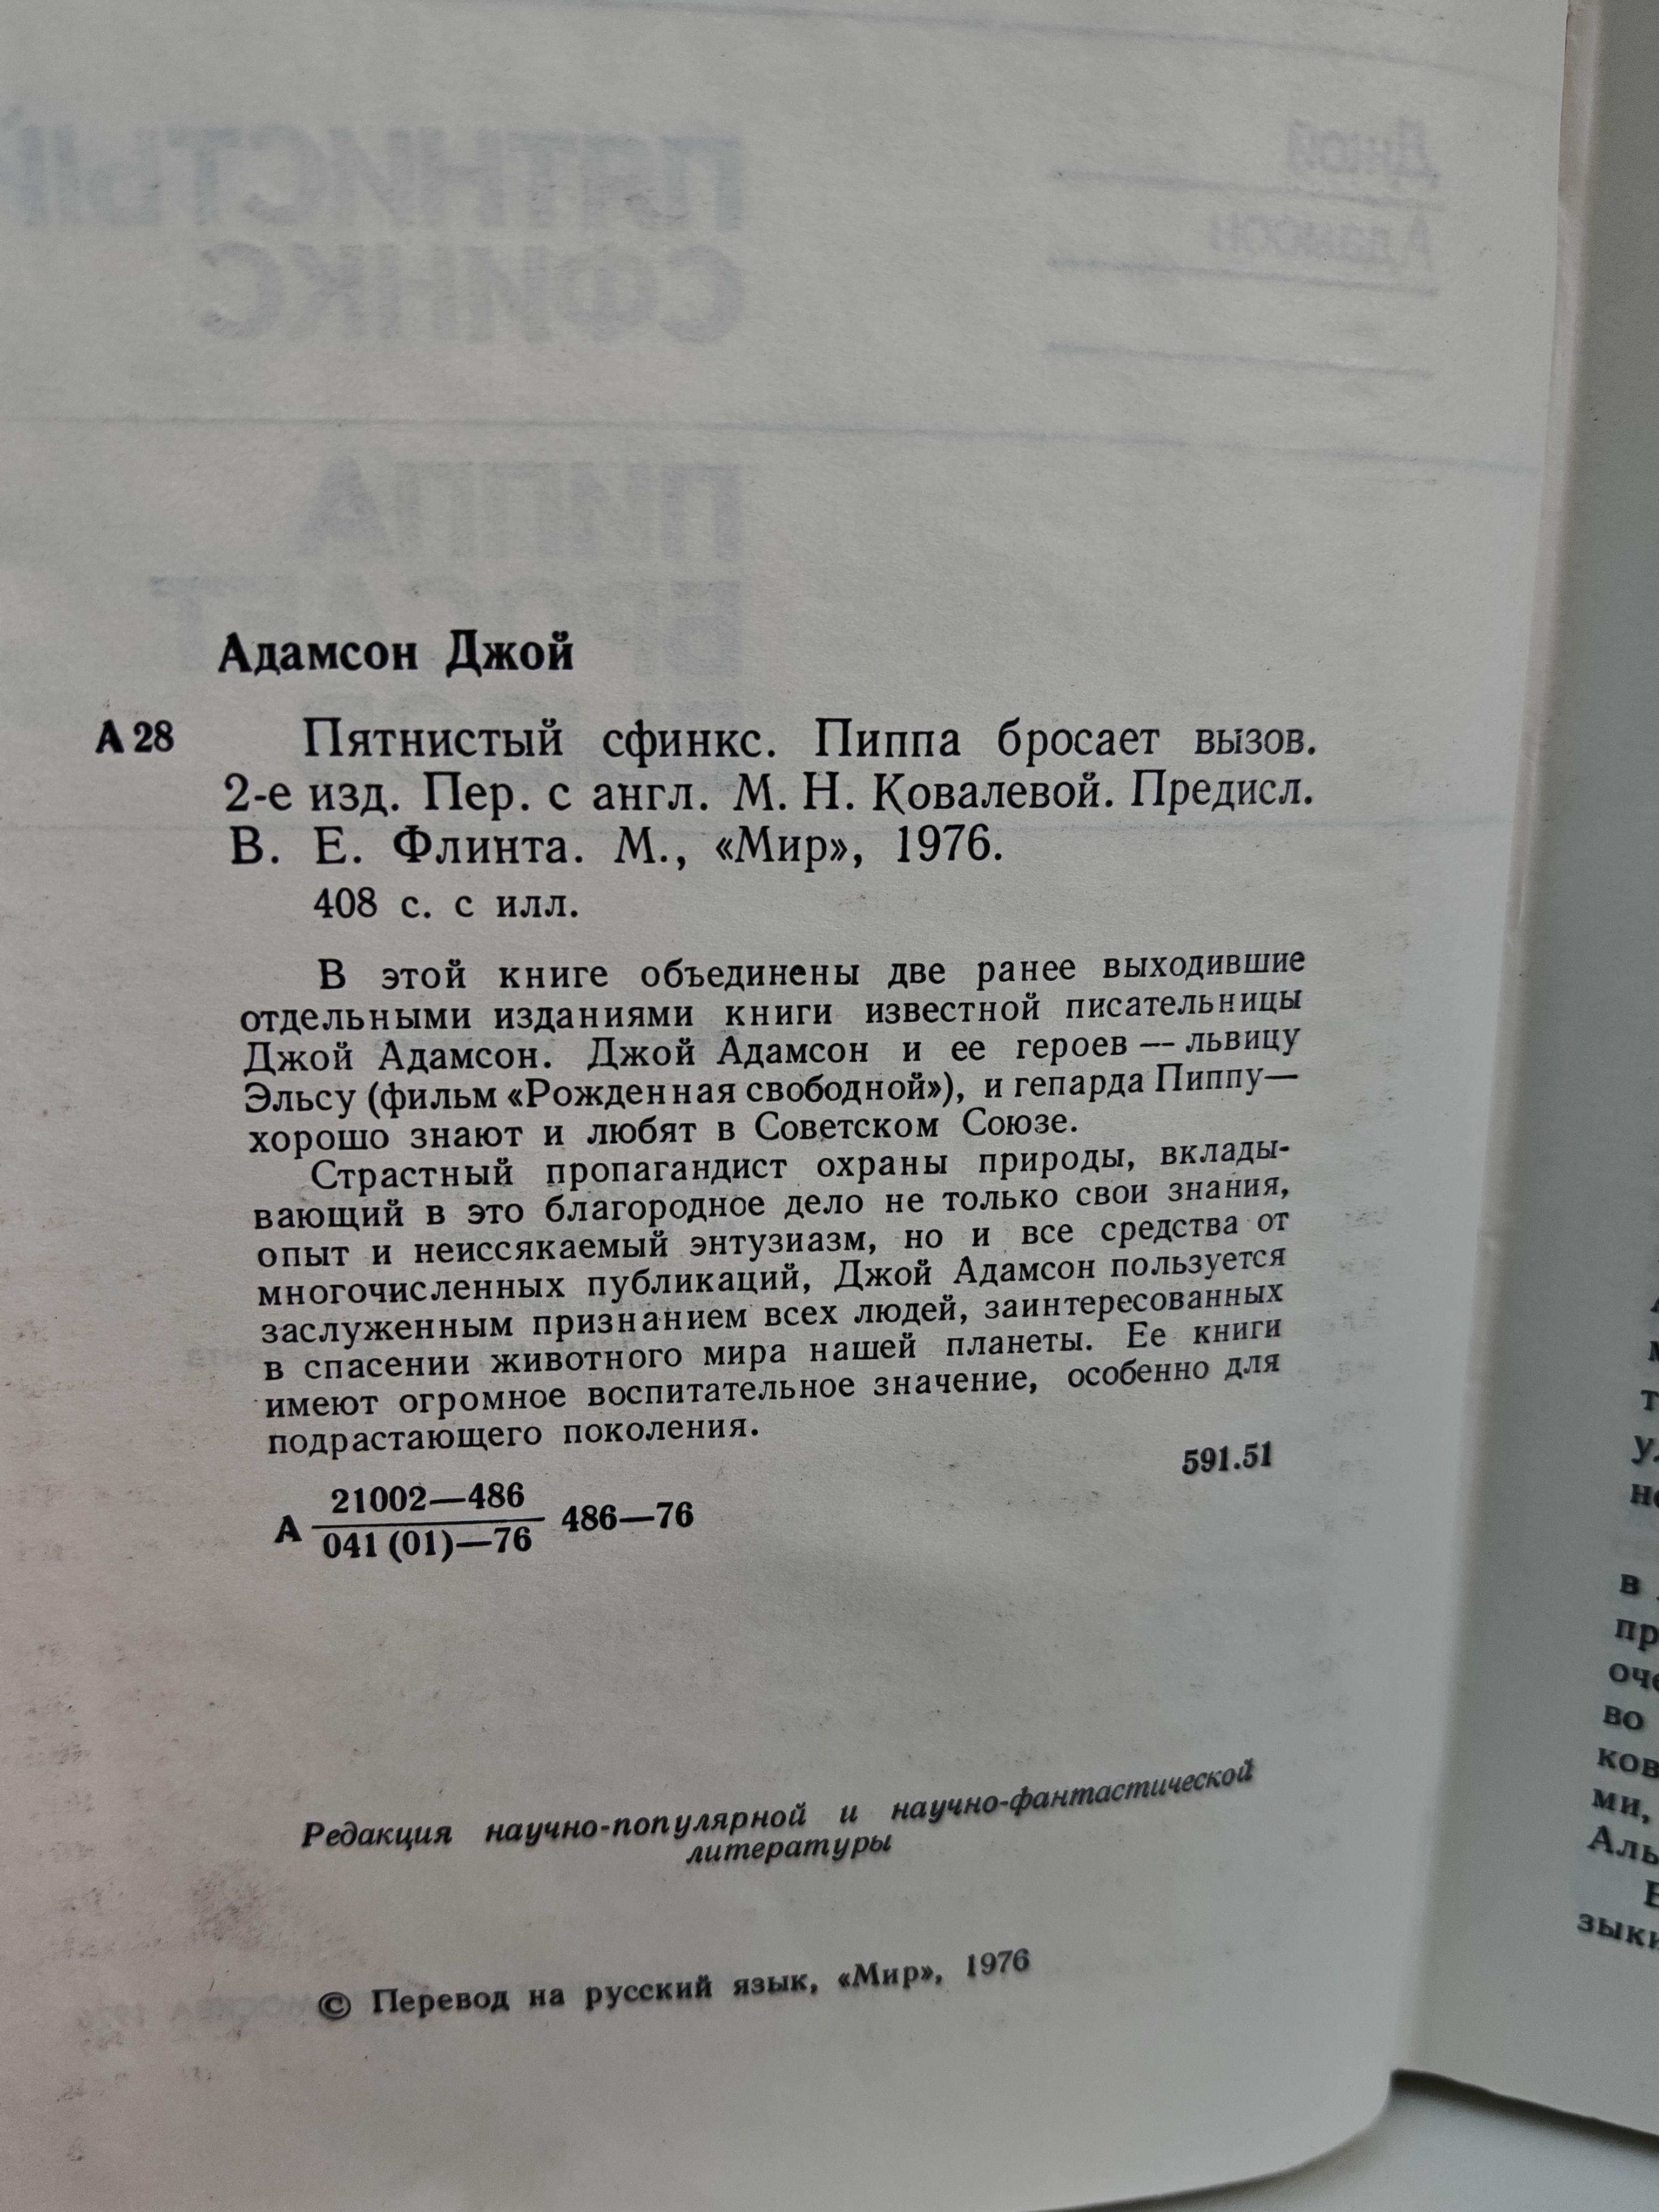 Адамсон Джой
А 28 Пятнистый сфинкс. Пиппа бросает вызов.
2-е изд. Пер. с англ. М. Н. Ковалевой. Предисл.
В. Е. Флинта. М., «Мир», 1976.
408 с. с илл.
В этой книге объединены две ранее выходившие
отдельными изданиями книги известной писательницы
Джой Адамсон. Джой Адамсон и ее героев — львицу
Эльсу (фильм «Рожденная свободной»), и гепарда Пиппу—
хорошо знают и любят в Советском Союзе.
Страстный пропагандист охраны природы, вклады-
вающий в это благородное дело не только свои знания,
опыт и неиссякаемый энтузиазм, но и все средства от
многочисленных публикаций, Джой Адамсон пользуется
заслуженным признанием всех людей, заинтересованных
в спасении животного мира нашей планеты. Ее книги
имеют огромное воспитательное значение, особенно для
подрастающего поколения.
591.51
21002—486
А 486—76
041 (01)—76
Редакция научно-популярной и научно-фантастической
литературы
© Перевод на русский язык, «Мир», 1976